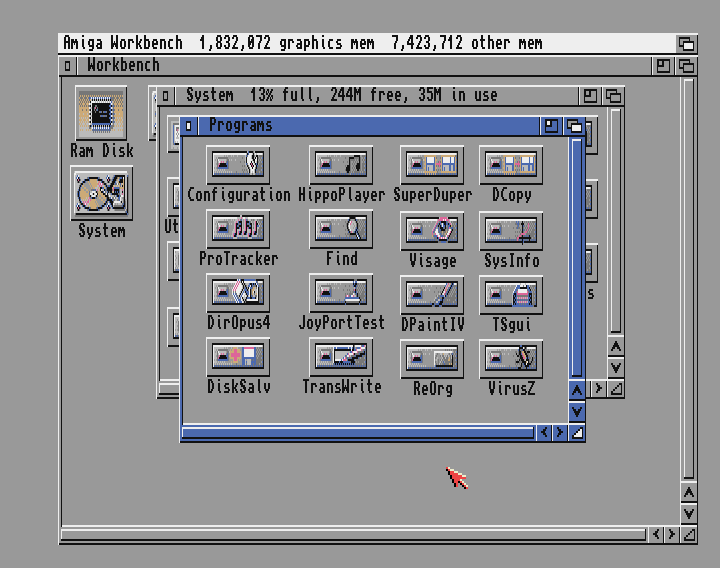 Amiga Workbench 1,832,072 graphics mem 7,423,712 other mem
Workbench
System 13% full, 244M free, 35M in use
Programs
Ram Disk
System
Ut
s
Configuration HippoPlayer SuperDuper DCopy
ProTracker Find Visage SysInfo
DirOpus4 JoyPortTest DPaintIV TSgui
DiskSalv TransWrite ReOrg VirusZ